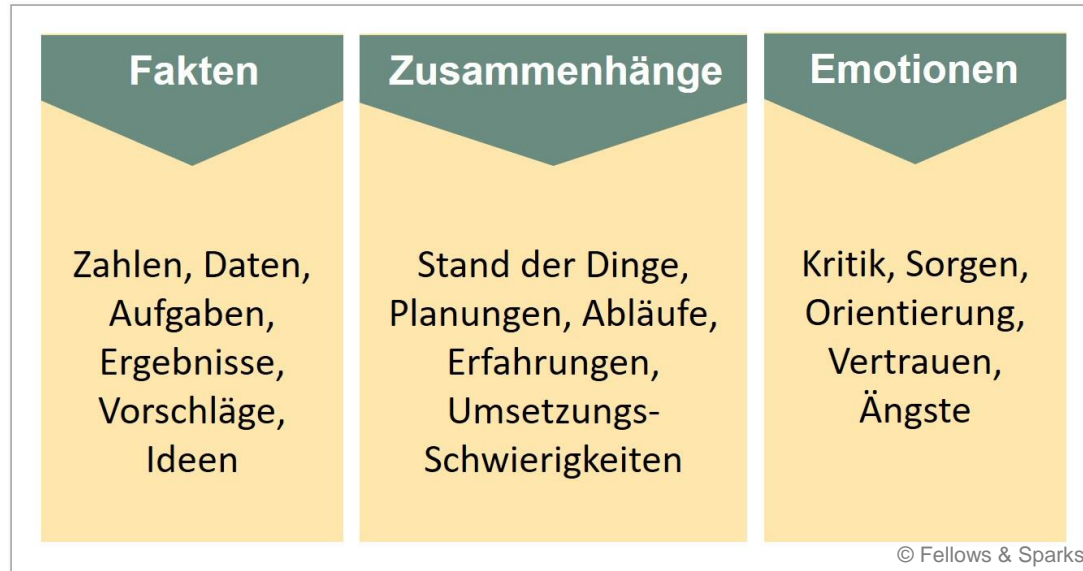 Fakten
Zahlen, Daten,
Aufgaben,
Ergebnisse,
Vorschläge,
Ideen
Zusammenhänge
Stand der Dinge,
Planungen, Abläufe,
Erfahrungen,
Umsetzungs-
Schwierigkeiten
Emotionen
Kritik, Sorgen,
Orientierung,
Vertrauen,
Ängste
© Fellows & Sparks